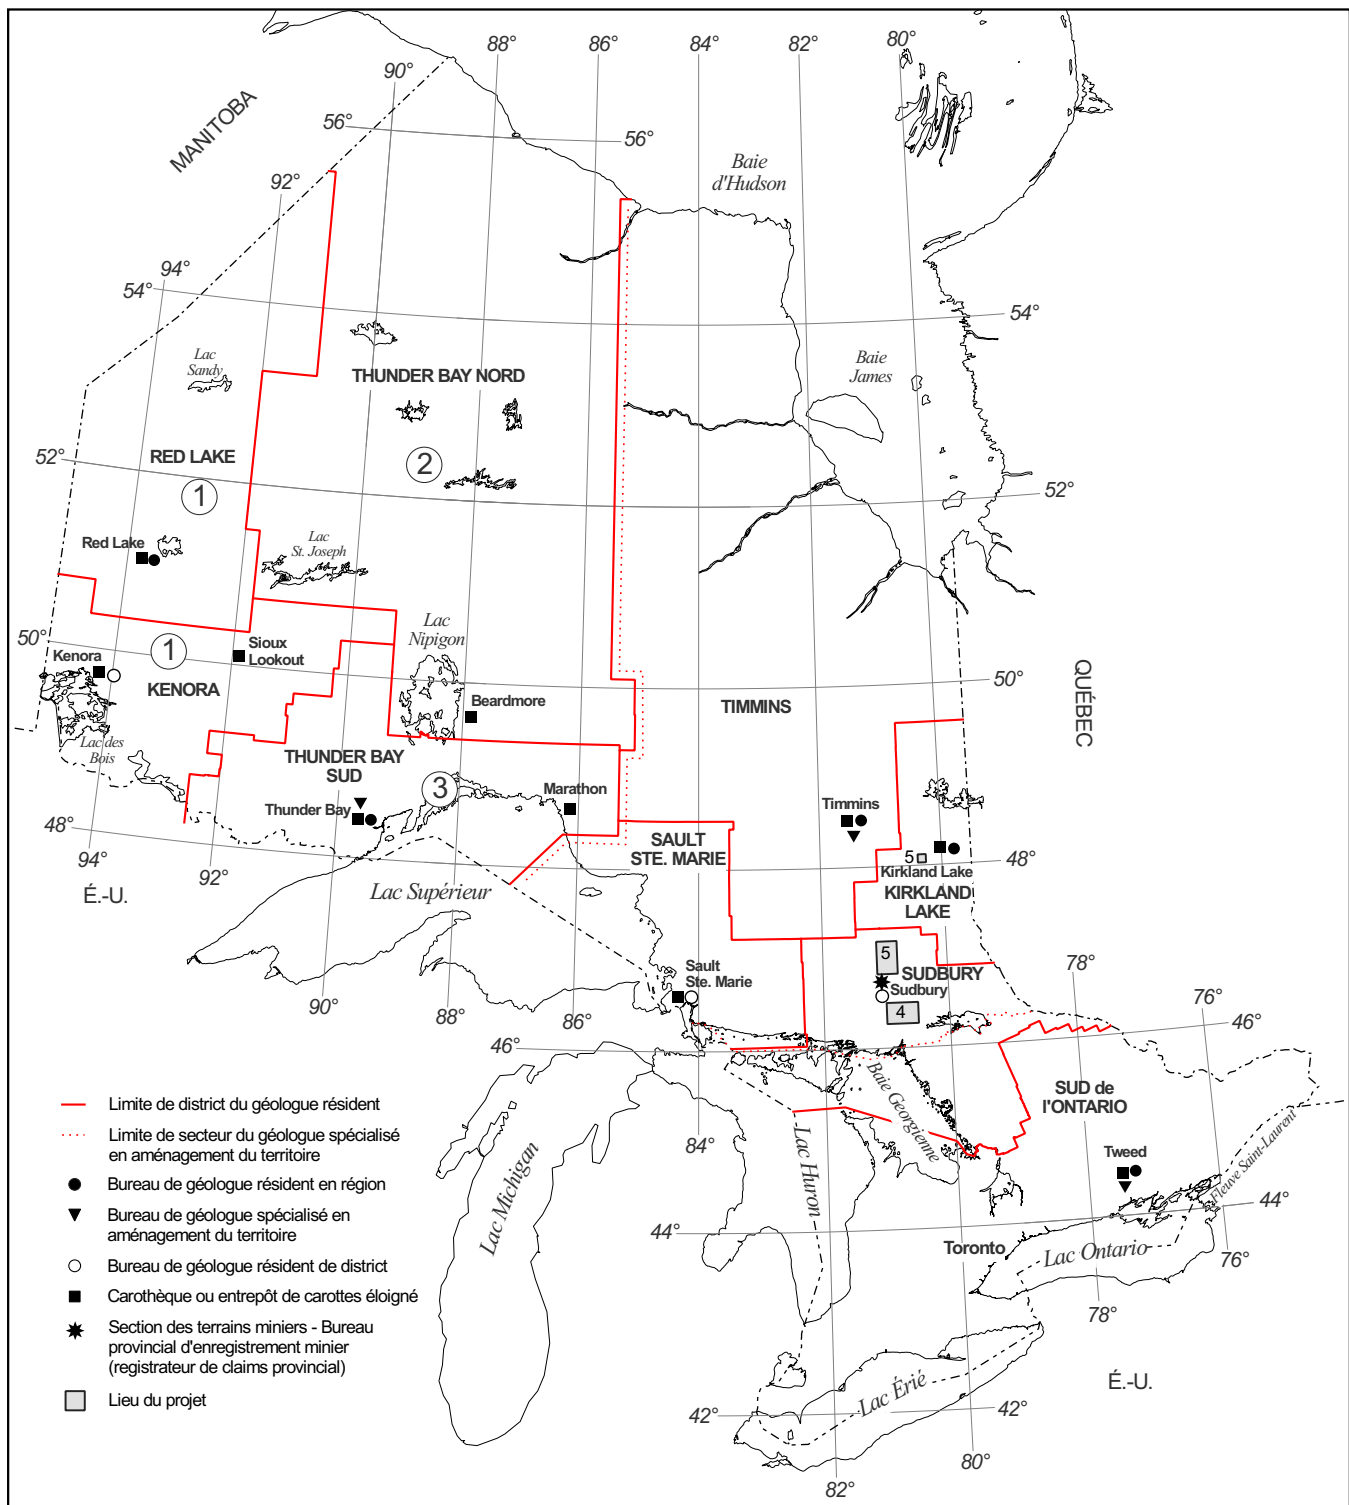 88°
86°
84°
82°
80°
90°
56°
56°
MANITOBA
92°
Baie
d'Hudson
94°
54°
54°
Lac
Sandy
THUNDER BAY NORD
Baie
James
52°
RED LAKE
2
1
52°
Red Lake
Lac
St. Joseph
50°
1
Sioux
Lookout
Lac
Nipigon
Kenora
KENORA
50°
QUÉBEC
Beardmore
TIMMINS
Lac des
Bois
THUNDER BAY
SUD
3
Marathon
Thunder Bay
Timmins
48°
SAULT
STE. MARIE
5
48°
Kirkland Lake
94°
92°
É.-U.
Lac Supérieur
KIRKLAND
LAKE
5
SUDBURY
Sudbury
78°
Sault
Ste. Marie
4
76°
90°
88°
86°
46°
46°
Baie Georgienne
SUD de
l'ONTARIO
Limite de district du géologue résident
Limite de secteur du géologue spécialisé
en aménagement du territoire
Lac Michigan
84°
Lac Huron
Tweed
Fleuve Saint-Laurent
Bureau de géologue résident en région
Bureau de géologue spécialisé en
aménagement du territoire
44°
44°
Toronto
Lac Ontario
76°
Bureau de géologue résident de district
Carothèque ou entrepôt de carottes éloigné
78°
Section des terrains miniers - Bureau
provincial d'enregistrement minier
(registrateur de claims provincial)
Lac Érié
É.-U.
Lieu du projet
42°
42°
80°
82°